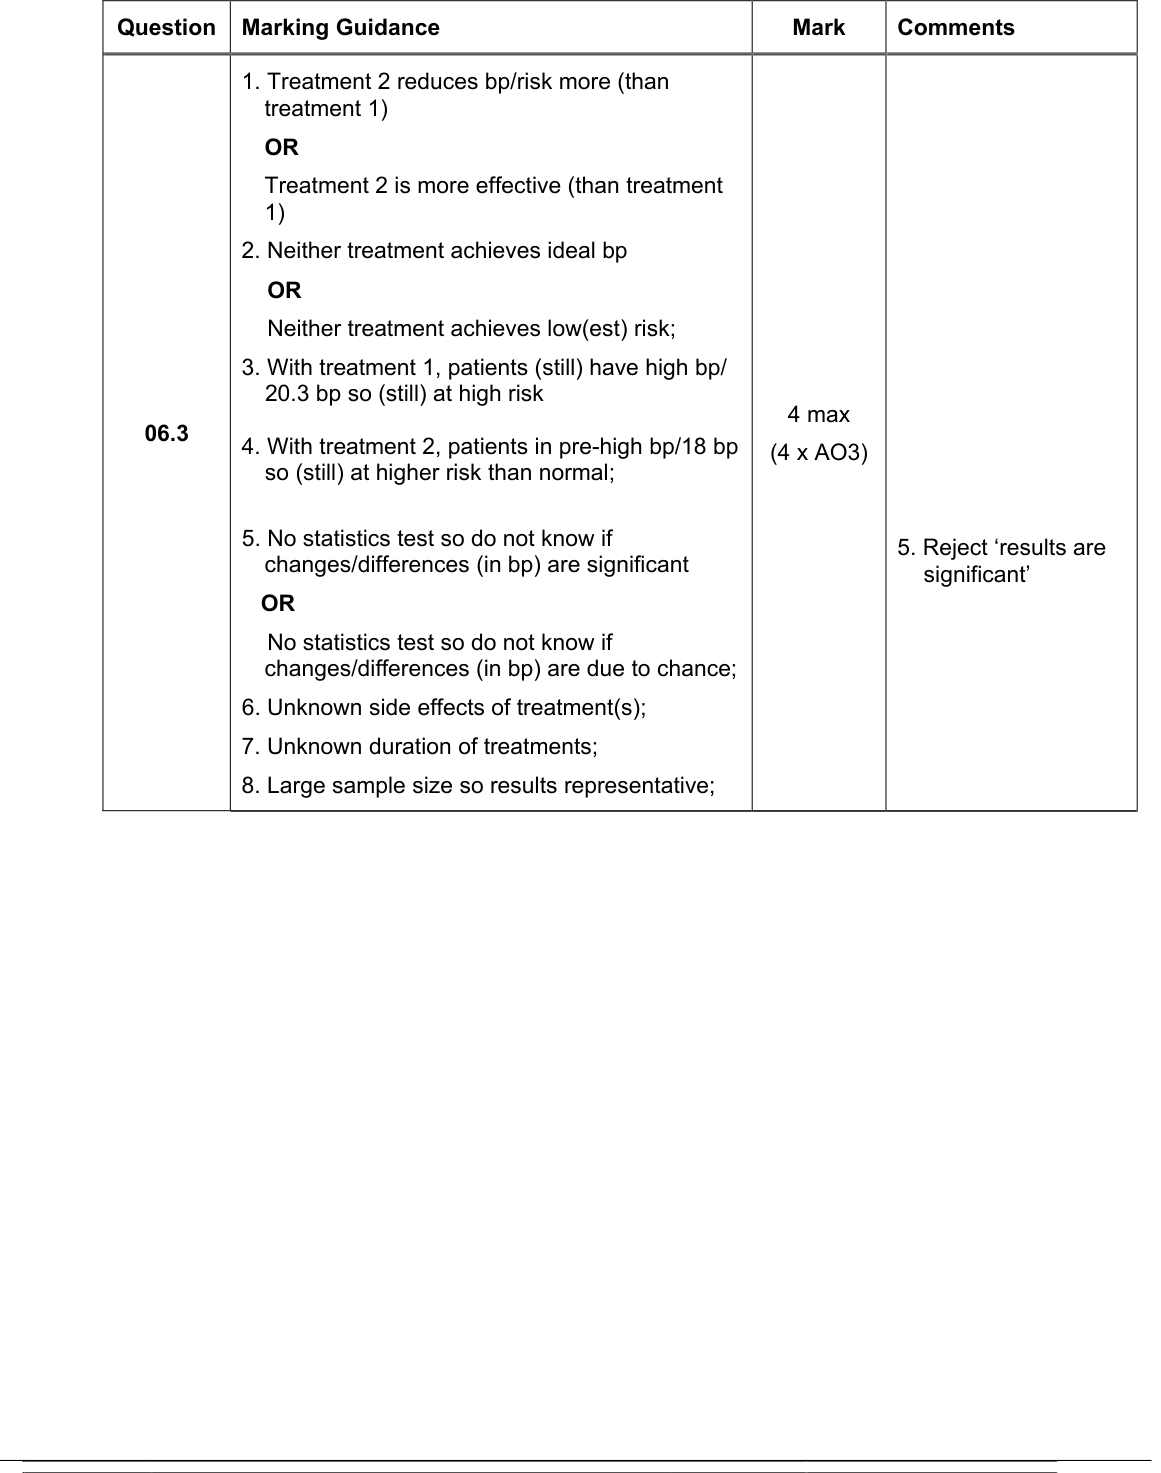 Question Marking Guidance Mark Comments
1. Treatment 2 reduces bp/risk more (than
treatment 1)
OR
Treatment 2 is more effective (than treatment
1)
2. Neither treatment achieves ideal bp
OR
Neither treatment achieves low(est) risk;
3. With treatment 1, patients (still) have high bp/
20.3 bp so (still) at high risk
06.3
4. With treatment 2, patients in pre-high bp/18 bp
so (still) at higher risk than normal;
5. No statistics test so do not know if
changes/differences (in bp) are significant
OR
No statistics test so do not know if
changes/differences (in bp) are due to chance;
6. Unknown side effects of treatment(s);
7. Unknown duration of treatments;
8. Large sample size so results representative;
4 max
(4 x AO3)
5. Reject ‘results are
significant’